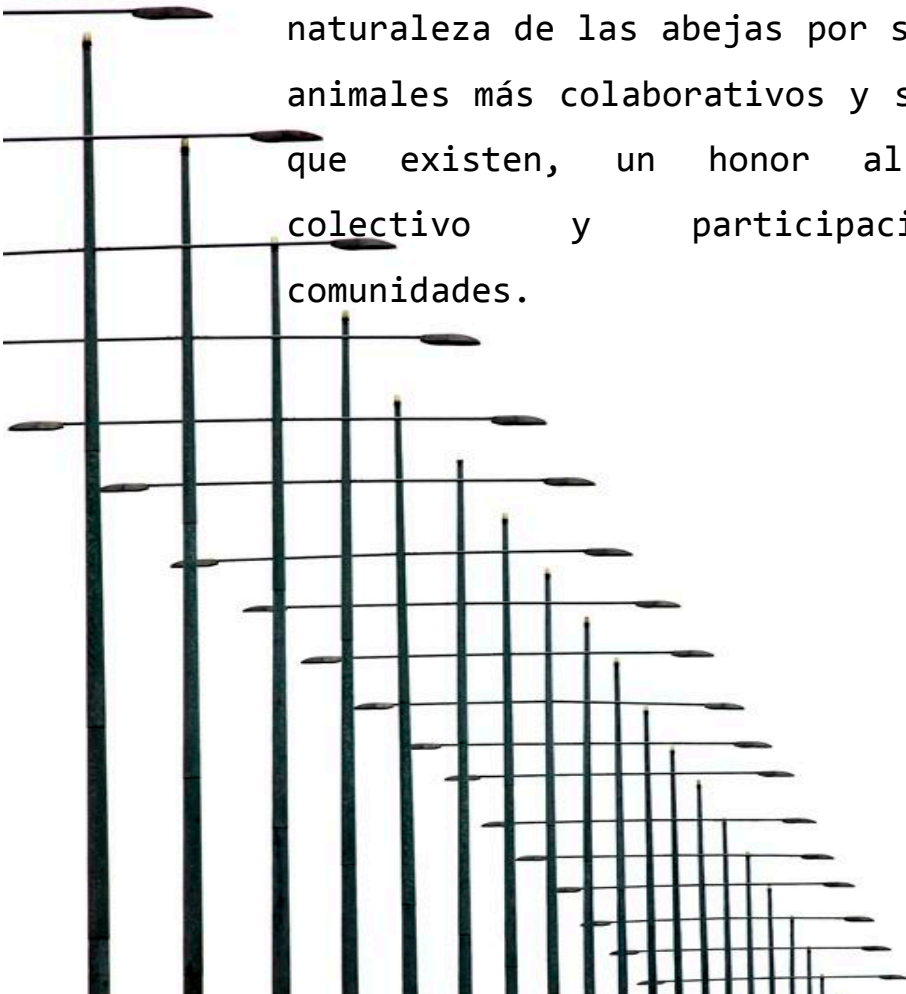 naturaleza de las abejas por s
animales más colaborativos y s
que existen, un honor al
colectivo y participaci
comunidades.